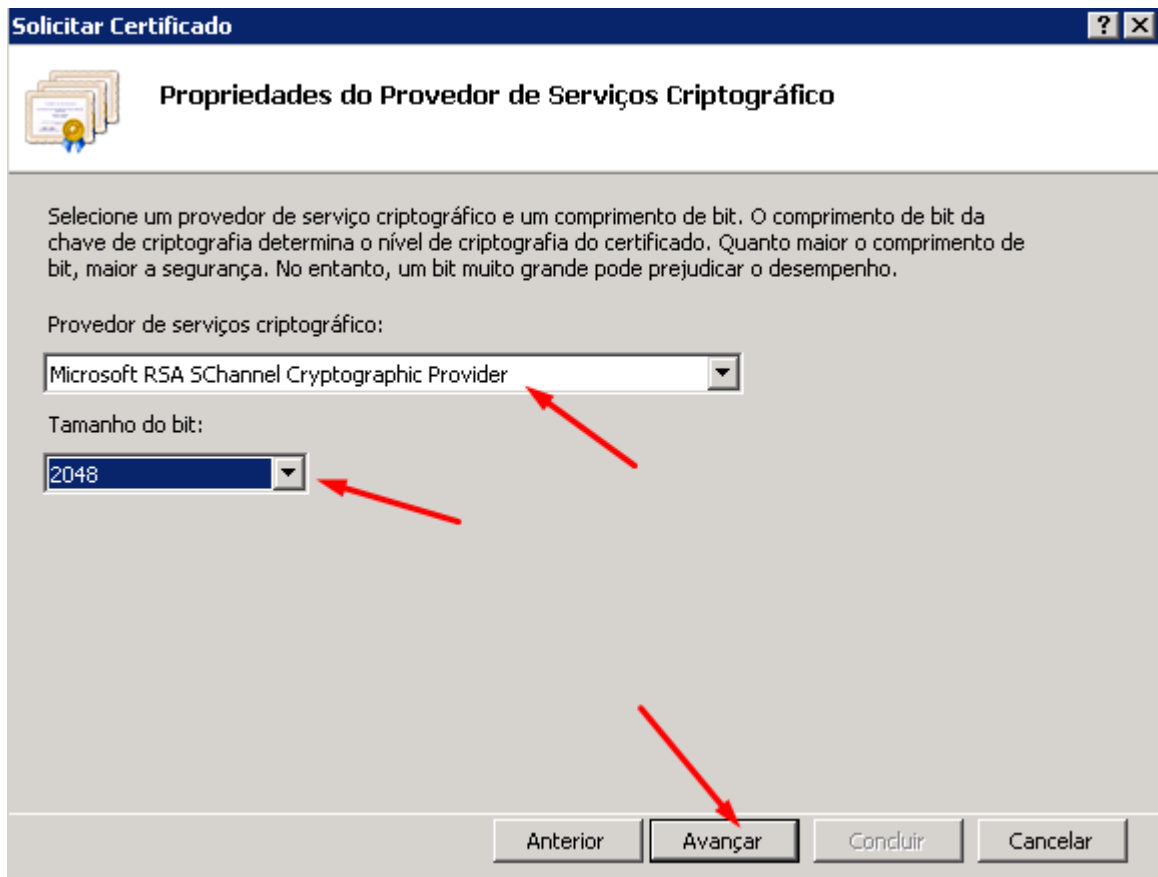 Solicitar Certificado
Propriedades do Provedor de Serviços Criptográfico
Selecione um provedor de serviço criptográfico e um comprimento de bit. O comprimento de bit da
chave de criptografia determina o nível de criptografia do certificado. Quanto maior o comprimento de
bit, maior a segurança. No entanto, um bit muito grande pode prejudicar o desempenho.
Provedor de serviços criptográfico:
Microsoft RSA SChannel Cryptographic Provider
Tamanho do bit:
2048
Anterior Avançar Concluir Cancelar